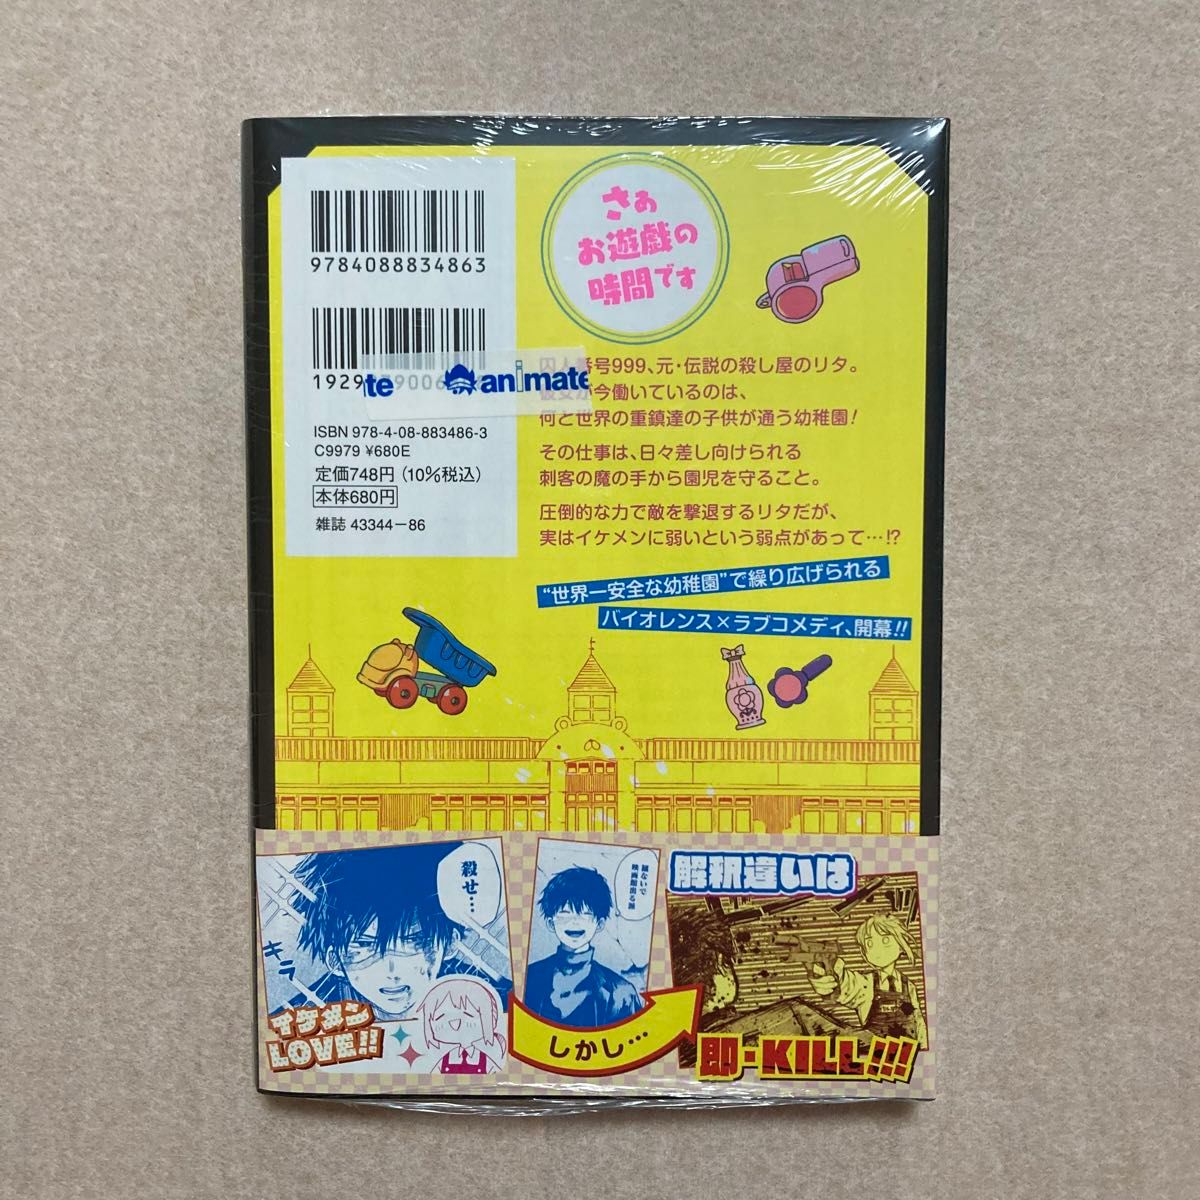 9784088834863
te animate
ISBN 978-4-08-883486-3
C9979 ¥680E
定価748円(10%税込)
本体680円
雑誌 43344-86
さあ
お遊戯の
時間です
番号999、元・伝説の殺し屋のリタ。
今働いているのは、
何と世界の重鎮達の子供が通う幼稚園!
その仕事は、日々差し向けられる
刺客の魔の手から園児を守ること。
圧倒的な力で敵を撃退するリタだが、
実はイケメンに弱いという弱点があって…!?
“世界一安全な幼稚園”で繰り広げられる
バイオレンス×ラブコメディ、開幕!!
殺せ…
キラ
イケメン
LOVE!!
しかし…
解釈違いは
即・KILL!!!